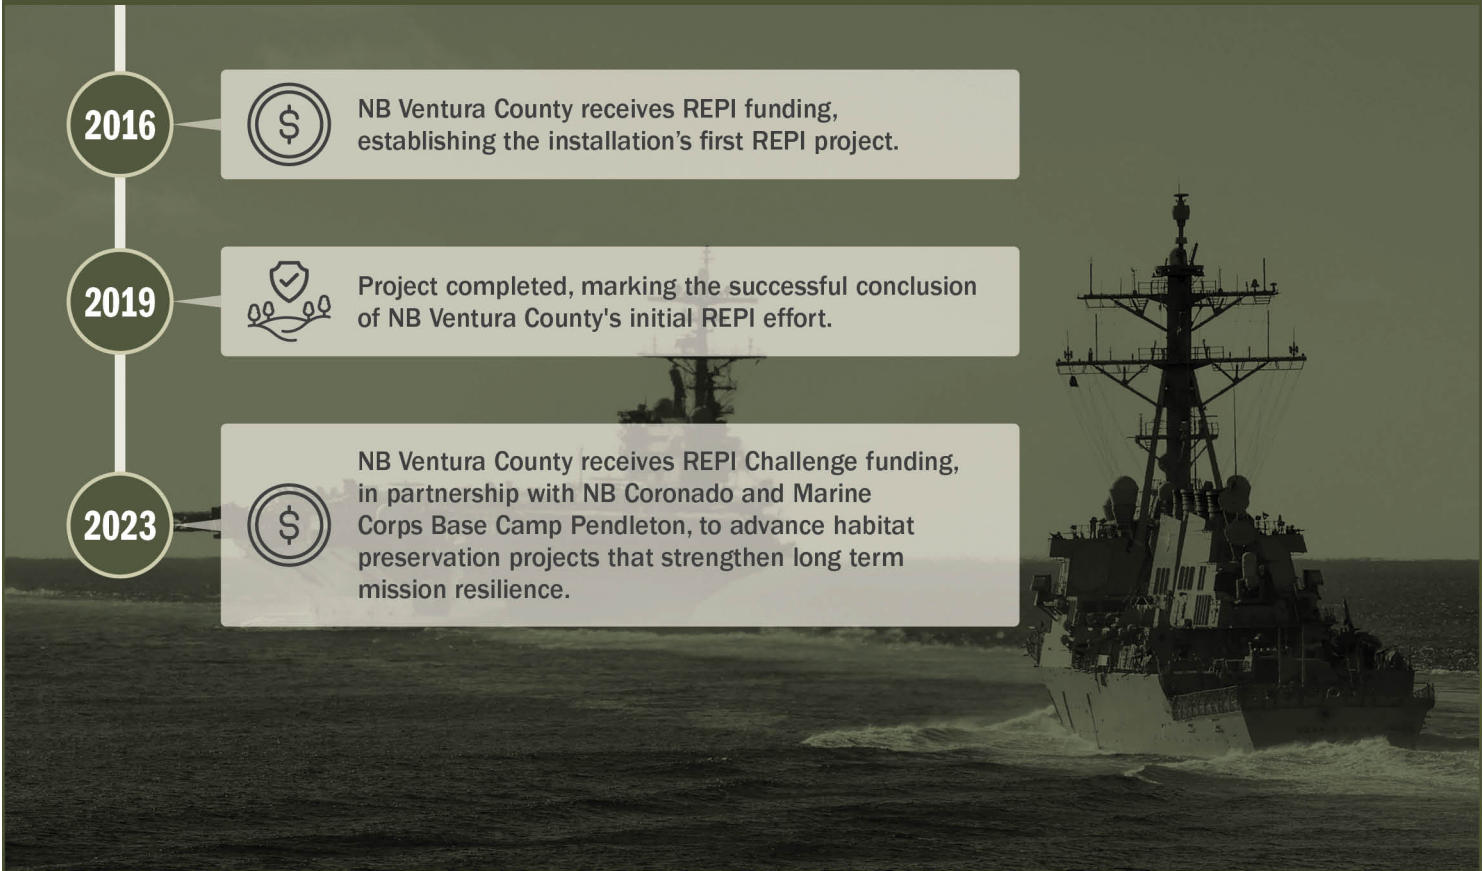 2016
NB Ventura County receives REPI funding,
establishing the installation’s first REPI project.
2019
Project completed, marking the successful conclusion
of NB Ventura County's initial REPI effort.
2023
NB Ventura County receives REPI Challenge funding,
in partnership with NB Coronado and Marine
Corps Base Camp Pendleton, to advance habitat
preservation projects that strengthen long term
mission resilience.